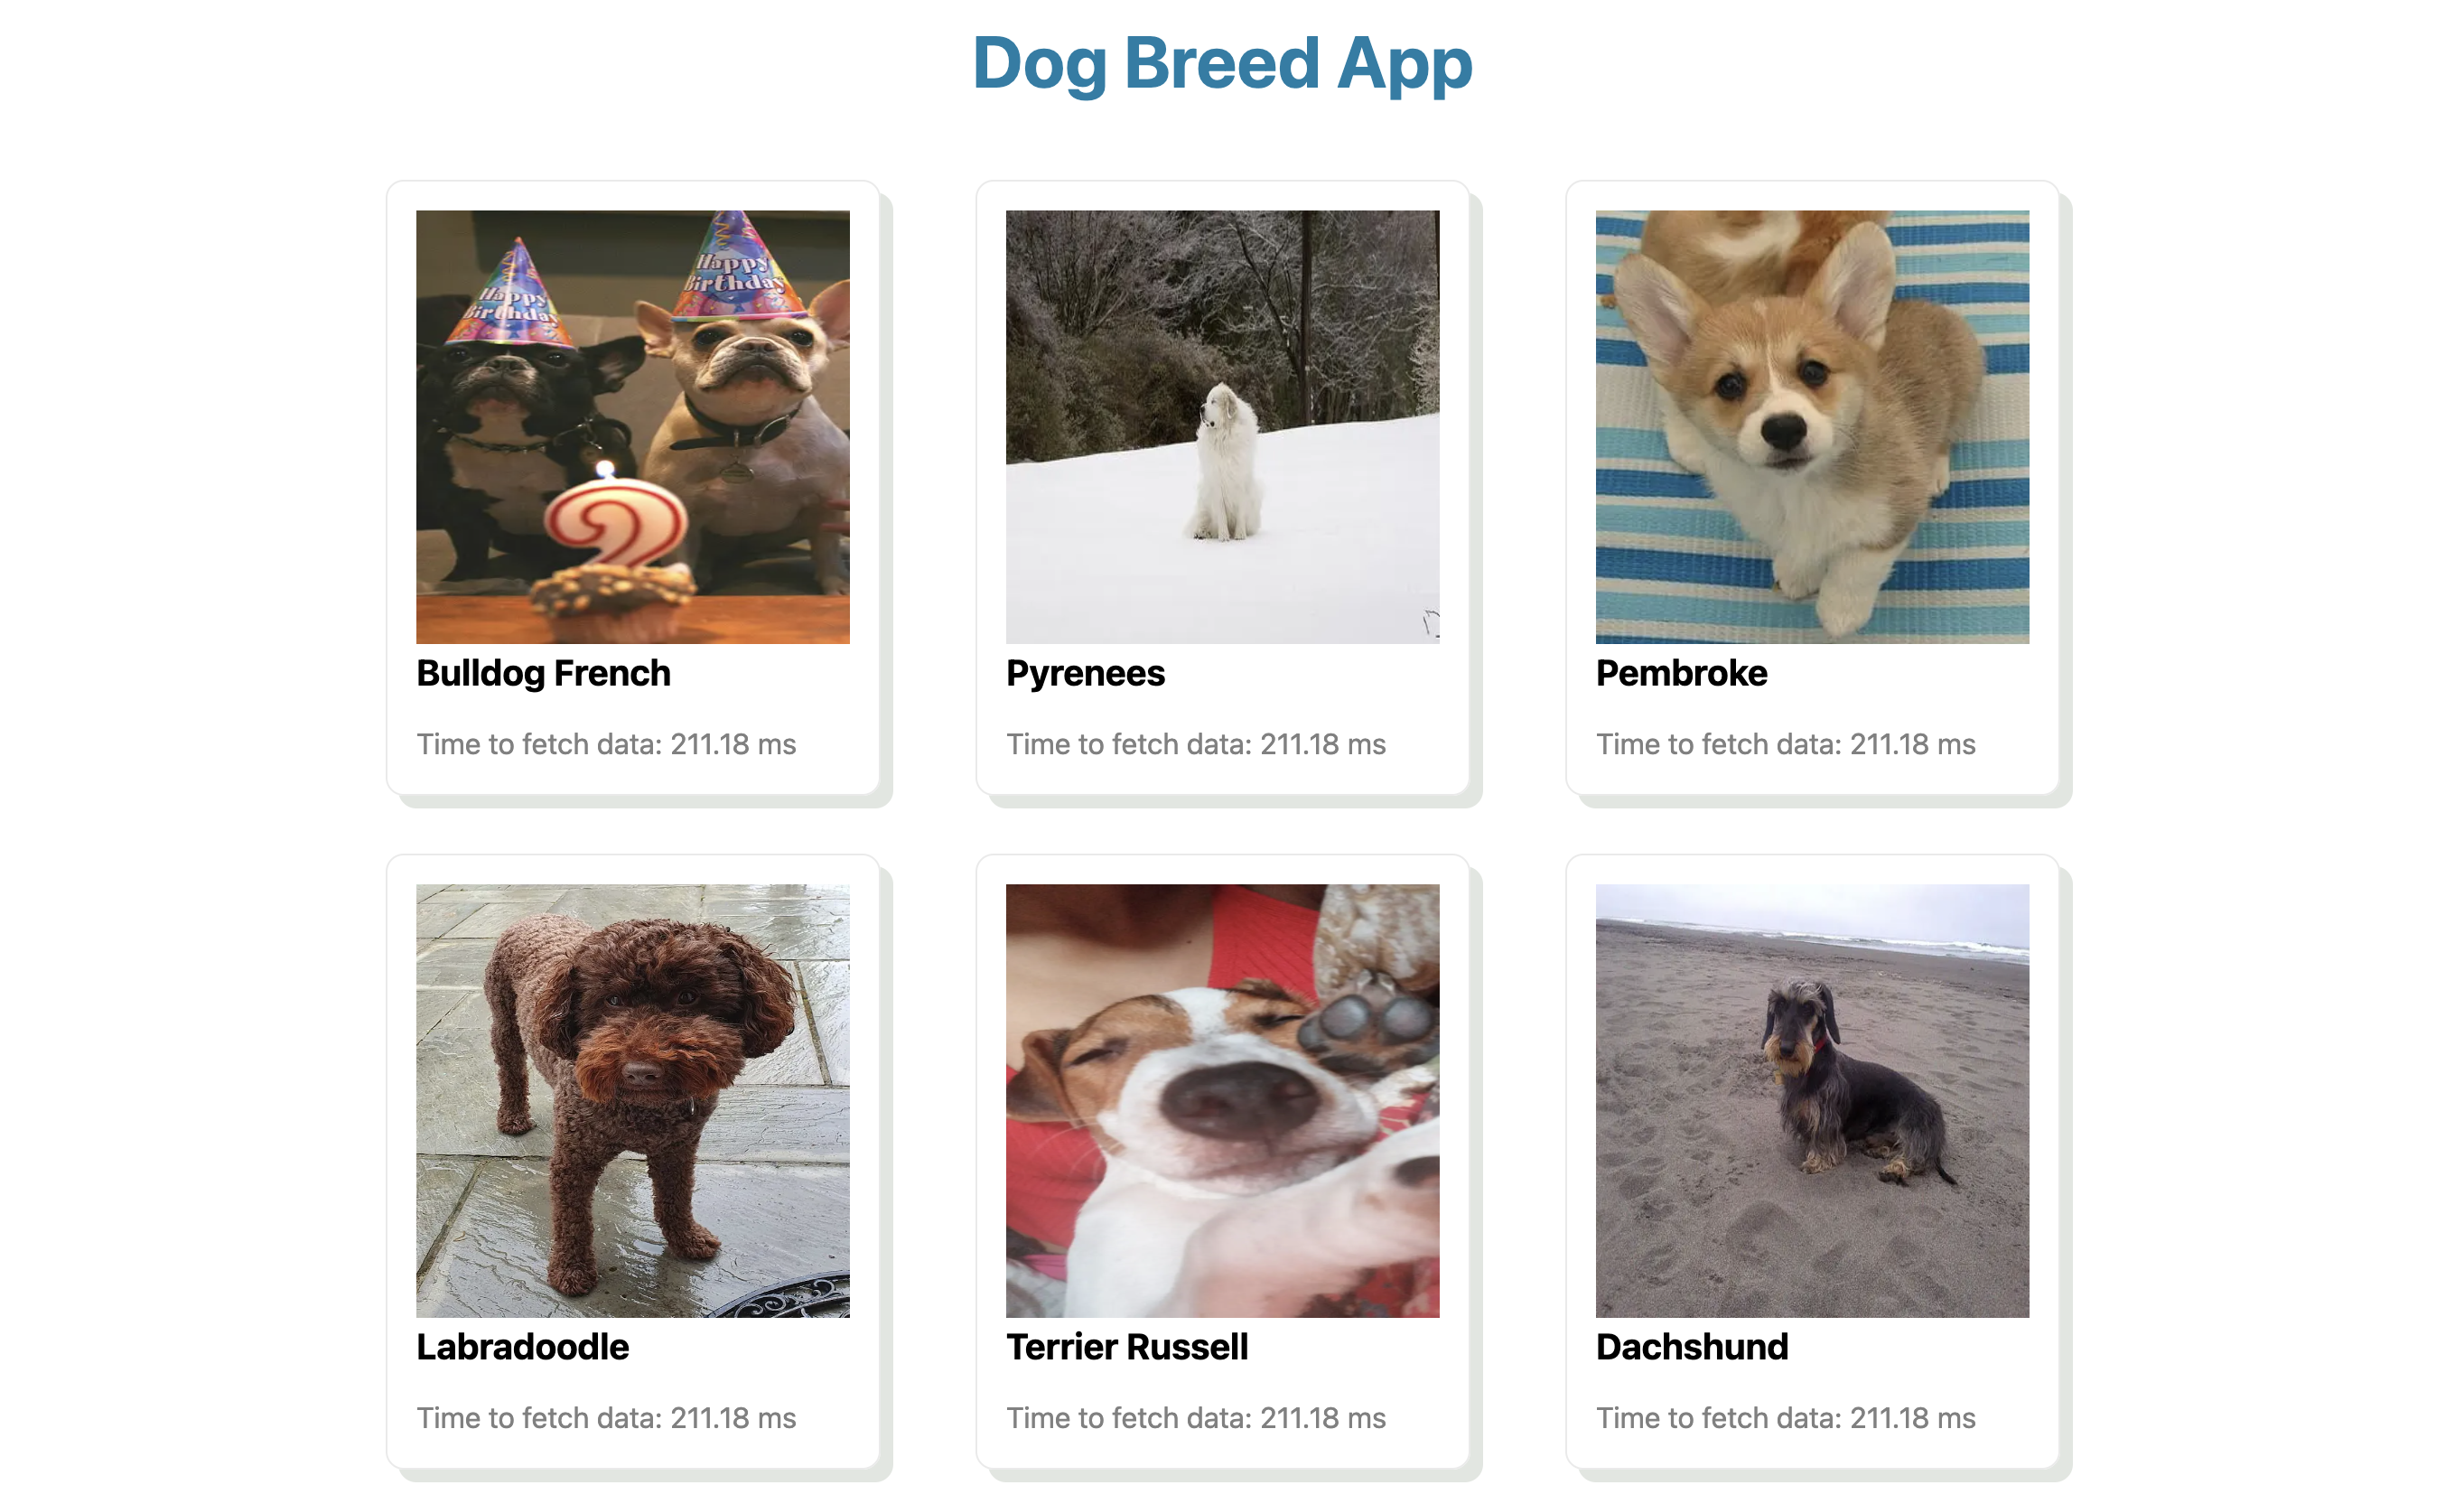 Dog Breed App
Happy
Birthday
Happy
Birthday
2
Bulldog French
Pyrenees
Pembroke
Time to fetch data: 211.18 ms
Time to fetch data: 211.18 ms
Time to fetch data: 211.18 ms
Labradoodle
Terrier Russell
Dachshund
Time to fetch data: 211.18 ms
Time to fetch data: 211.18 ms
Time to fetch data: 211.18 ms